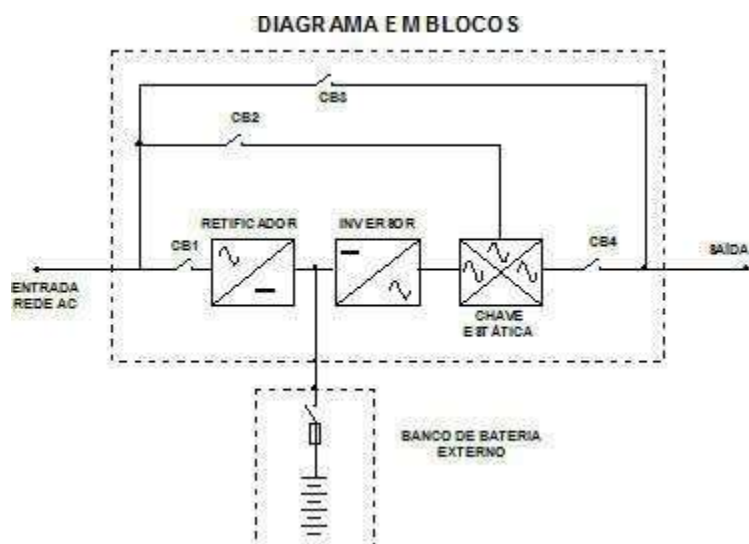 DIAGRAMA EM BLOCOS
CB3
CB2
RETIFICADOR
INVERSOR
CB1
CB4
SAÍDA
ENTRADA
REDE AC
CHAVE
ESTÁTICA
BANCO DE BATERIA
EXTERNO